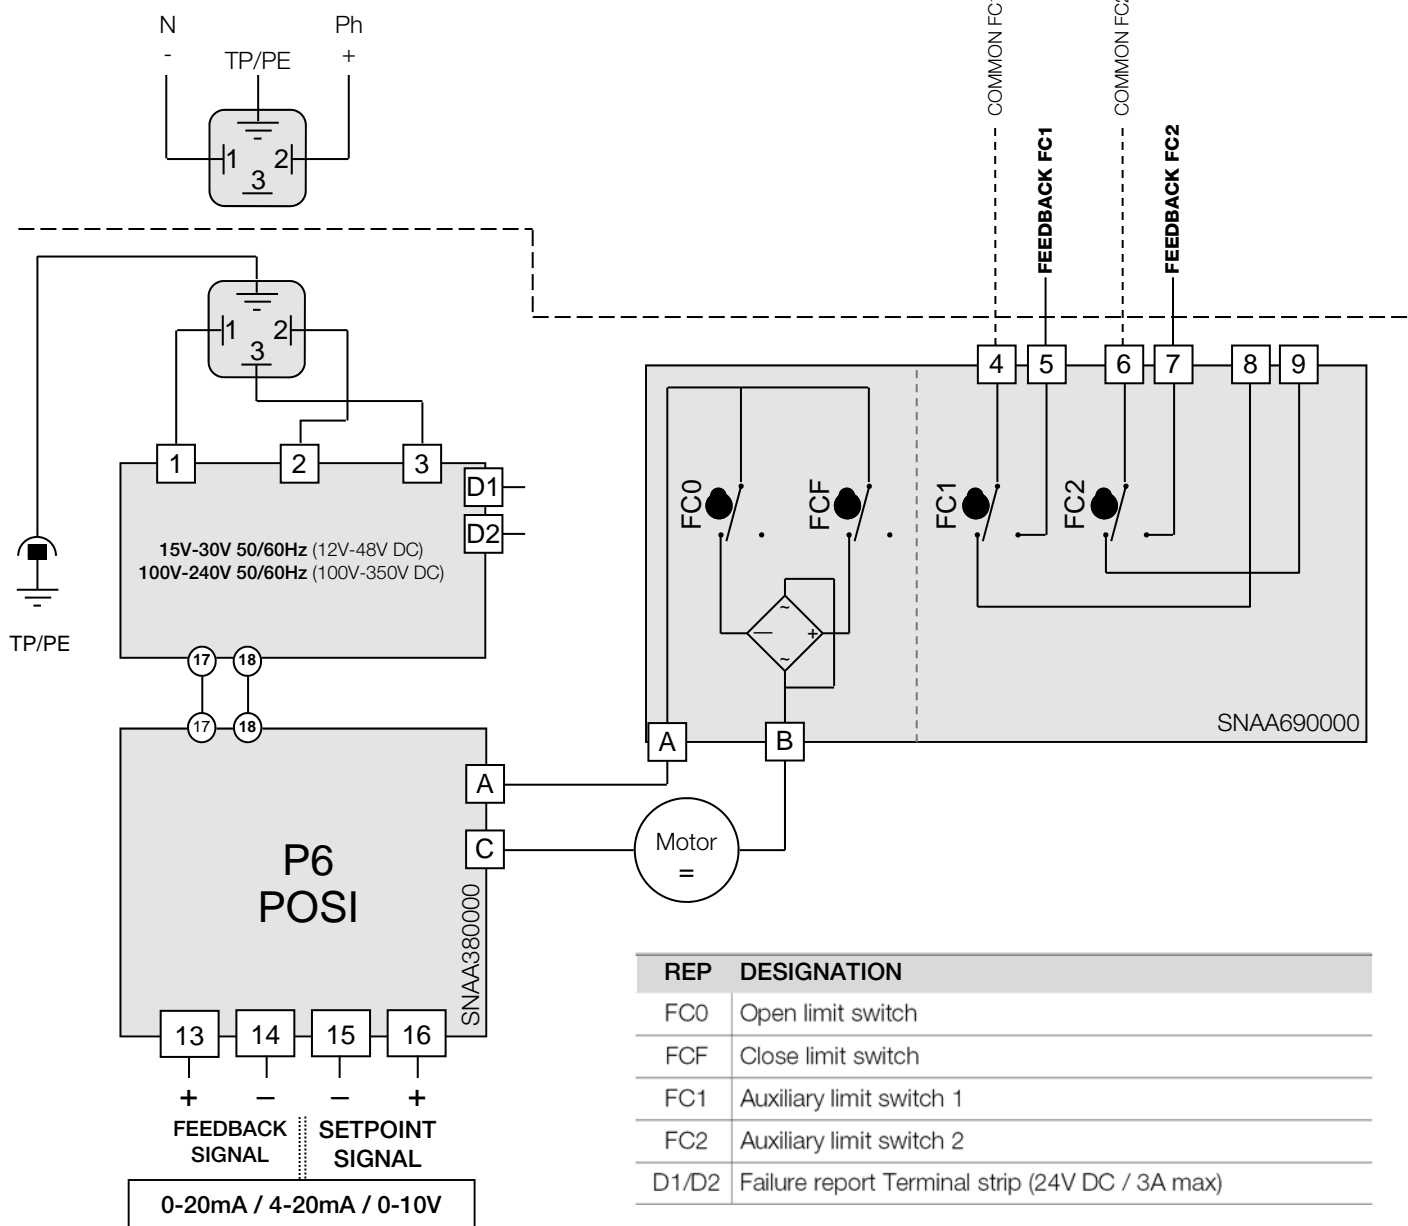 N
Ph
-
TP/PE
+
1
2
3
COMMON FC1
FEEDBACK FC1
COMMON FC2
FEEDBACK FC2
1
2
3
4
5
6
7
8
9
1
2
3
D1
D2
15V-30V 50/60Hz (12V-48V DC)
100V-240V 50/60Hz (100V-350V DC)
TP/PE
FC0
FCF
FC1
FC2
~
—
+
~
SNAA690000
17
18
17
18
A
B
A
C
Motor
=
P6
POSI
SNAA380000
13
14
15
16
+
–
–
+
FEEDBACK
SIGNAL
SETPOINT
SIGNAL
0-20mA / 4-20mA / 0-10V
REP DESIGNATION
FC0 Open limit switch
FCF Close limit switch
FC1 Auxiliary limit switch 1
FC2 Auxiliary limit switch 2
D1/D2 Failure report Terminal strip (24V DC / 3A max)